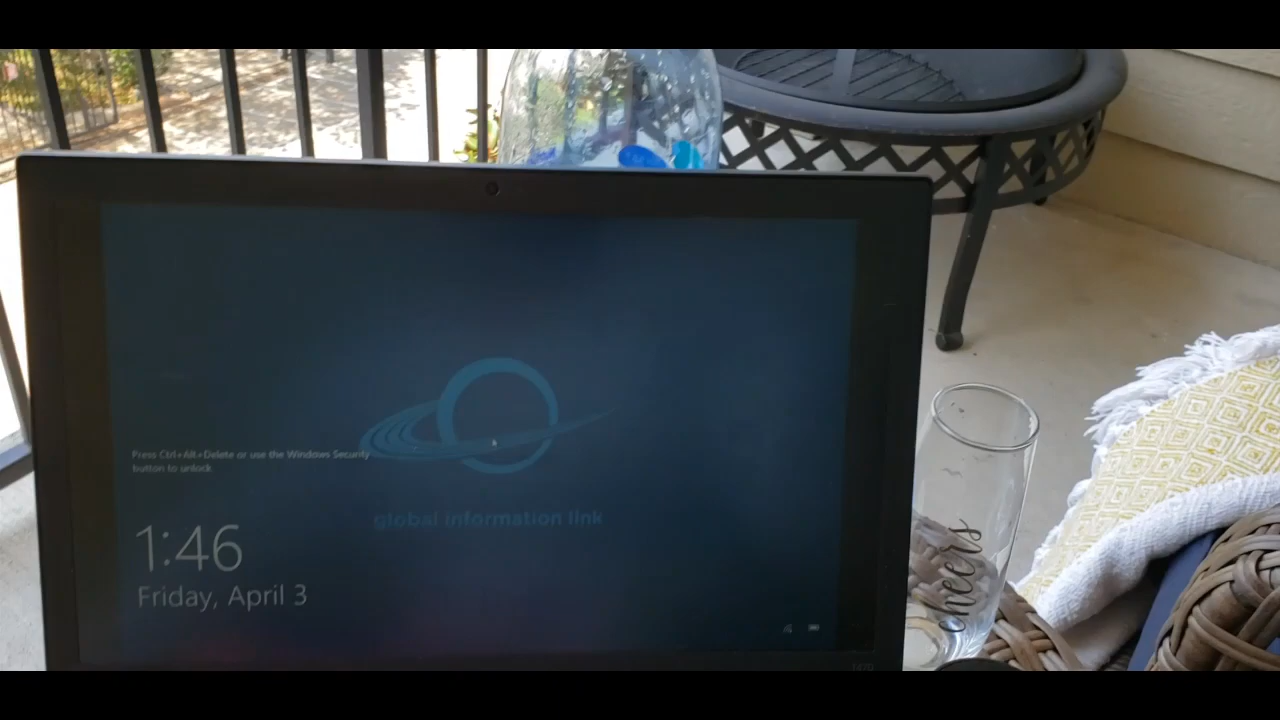 Press Ctrl+Alt+Delete or use the Windows Security
button to unlock.
global information link
1:46
Friday, April 3
cheers